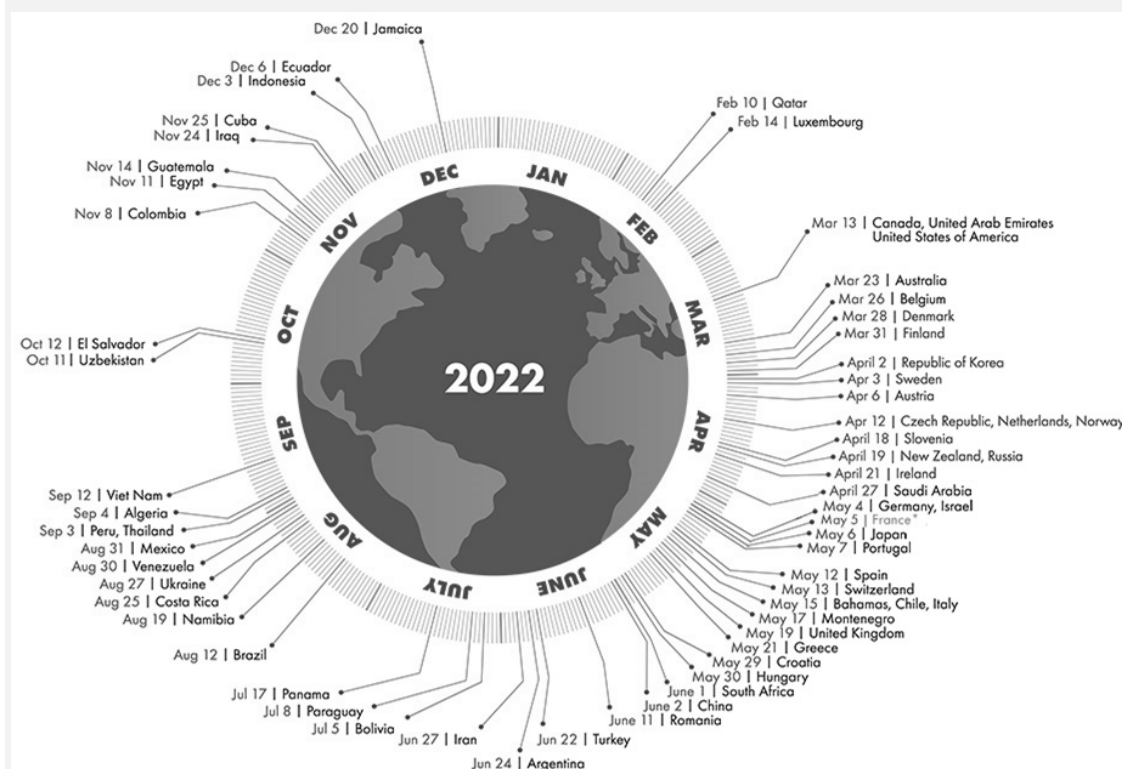 Dec 20 | Jamaica
Dec 6 | Ecuador
Dec 3 | Indonesia
Nov 25 | Cuba
Nov 24 | Iraq
Nov 14 | Guatemala
Nov 11 | Egypt
Nov 8 | Colombia
Oct 12 | El Salvador
Oct 11 | Uzbekistan
Sep 12 | Viet Nam
Sep 4 | Algeria
Sep 3 | Peru, Thailand
Aug 31 | Mexico
Aug 30 | Venezuela
Aug 27 | Ukraine
Aug 25 | Costa Rica
Aug 19 | Namibia
Aug 12 | Brazil
Jul 17 | Panama
Jul 8 | Paraguay
Jul 5 | Bolivia
Jun 27 | Iran
Jun 24 | Argentina
Jun 22 | Turkey
Feb 10 | Qatar
Feb 14 | Luxembourg
Mar 13 | Canada, United Arab Emirates
United States of America
Mar 23 | Australia
Mar 26 | Belgium
Mar 28 | Denmark
Mar 31 | Finland
April 2 | Republic of Korea
Apr 3 | Sweden
Apr 6 | Austria
Apr 12 | Czech Republic, Netherlands, Norway
April 18 | Slovenia
April 19 | New Zealand, Russia
April 21 | Ireland
April 27 | Saudi Arabia
May 4 | Germany, Israel
May 5 | France*
May 6 | Japan
May 7 | Portugal
May 12 | Spain
May 13 | Switzerland
May 15 | Bahamas, Chile, Italy
May 17 | Montenegro
May 19 | United Kingdom
May 21 | Greece
May 29 | Croatia
May 30 | Hungary
June 1 | South Africa
June 2 | China
June 11 | Romania
JAN
FEB
MAR
APR
MAY
JUNE
JULY
AUG
SEP
OCT
NOV
DEC
2022